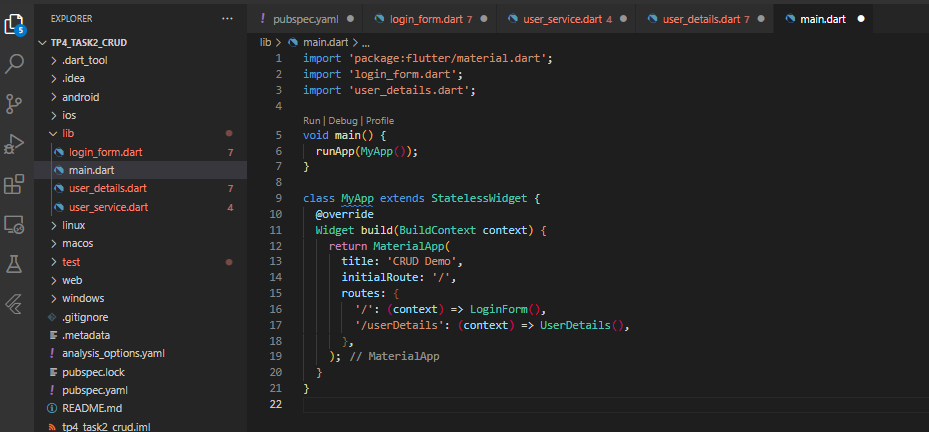 EXPLORER ...
TP4_TASK2_CRUD
.dart_tool
.idea
android
ios
lib
login_form.dart 7
main.dart
user_details.dart 7
user_service.dart 4
linux
macos
test
web
windows
.gitignore
.metadata
analysis_options.yaml
pubspec.lock
pubspec.yaml
README.md
tp4_task2_crud.iml
5
pubspec.yaml login_form.dart 7 user_service.dart 4 user_details.dart 7 main.dart
lib > main.dart > ...
1 import 'package:flutter/material.dart';
2 import 'login_form.dart';
3 import 'user_details.dart';
4
Run | Debug | Profile
5 void main() {
6   runApp(MyApp());
7 }
8
9 class MyApp extends StatelessWidget {
10   @override
11   Widget build(BuildContext context) {
12     return MaterialApp(
13       title: 'CRUD Demo',
14       initialRoute: '/',
15       routes: {
16         '/': (context) => LoginForm(),
17         '/userDetails': (context) => UserDetails(),
18       },
19     ); // MaterialApp
20   }
21 }
22